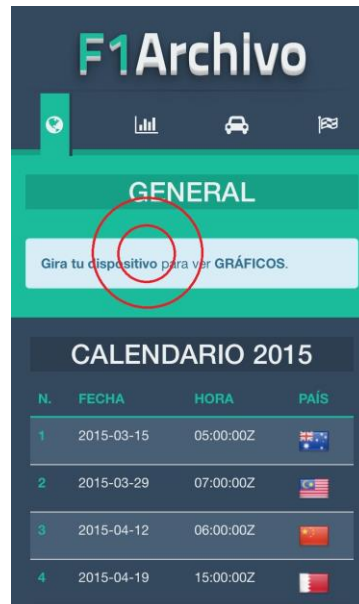 F1Archivo
GENERAL
Gira tu dispositivo para ver GRÁFICOS.
CALENDARIO 2015
N. FECHA HORA PAÍS
1 2015-03-15 05:00:00Z
2 2015-03-29 07:00:00Z
3 2015-04-12 06:00:00Z
4 2015-04-19 15:00:00Z